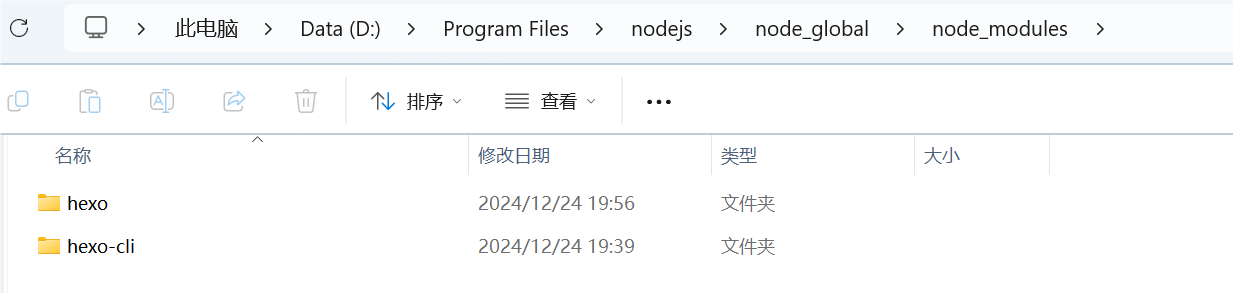 此电脑 Data (D:) Program Files nodejs node_global node_modules
排序 查看
名称 修改日期 类型 大小
hexo 2024/12/24 19:56 文件夹
hexo-cli 2024/12/24 19:39 文件夹